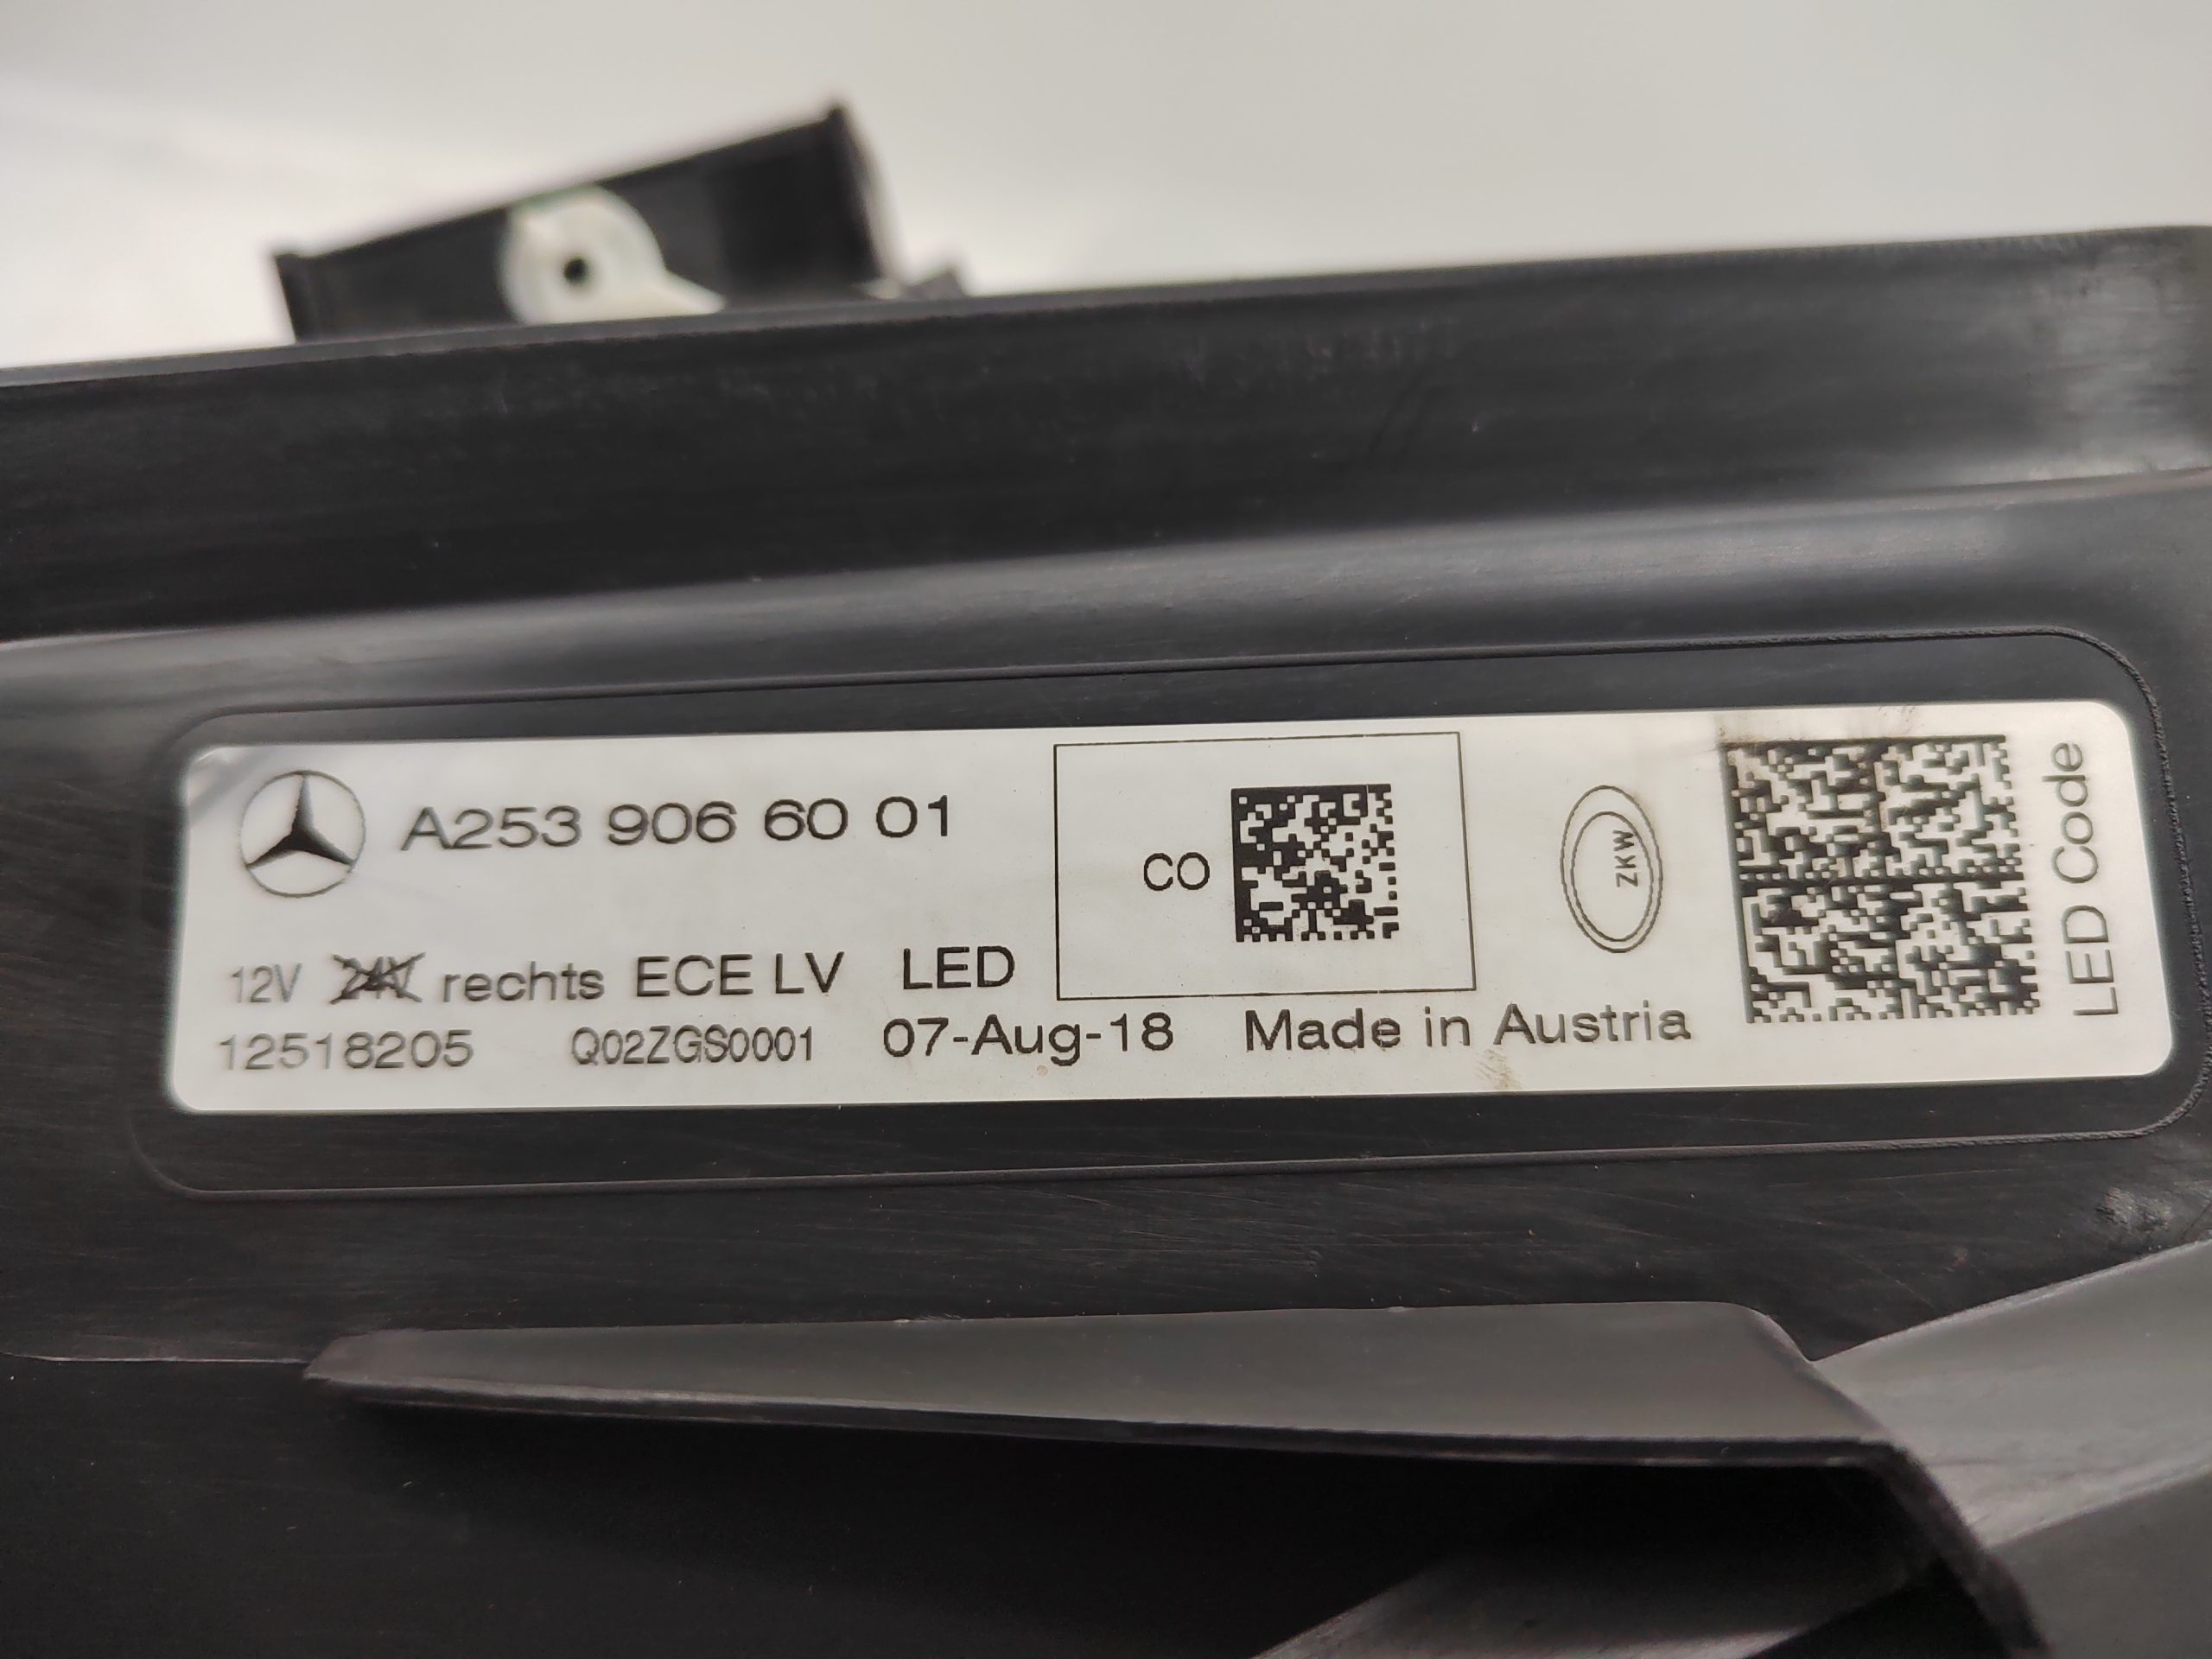 A253 906 60 01
CO
ZKW
LED Code
12V 24V rechts ECE LV LED
12518205 Q02ZGS0001 07-Aug-18 Made in Austria